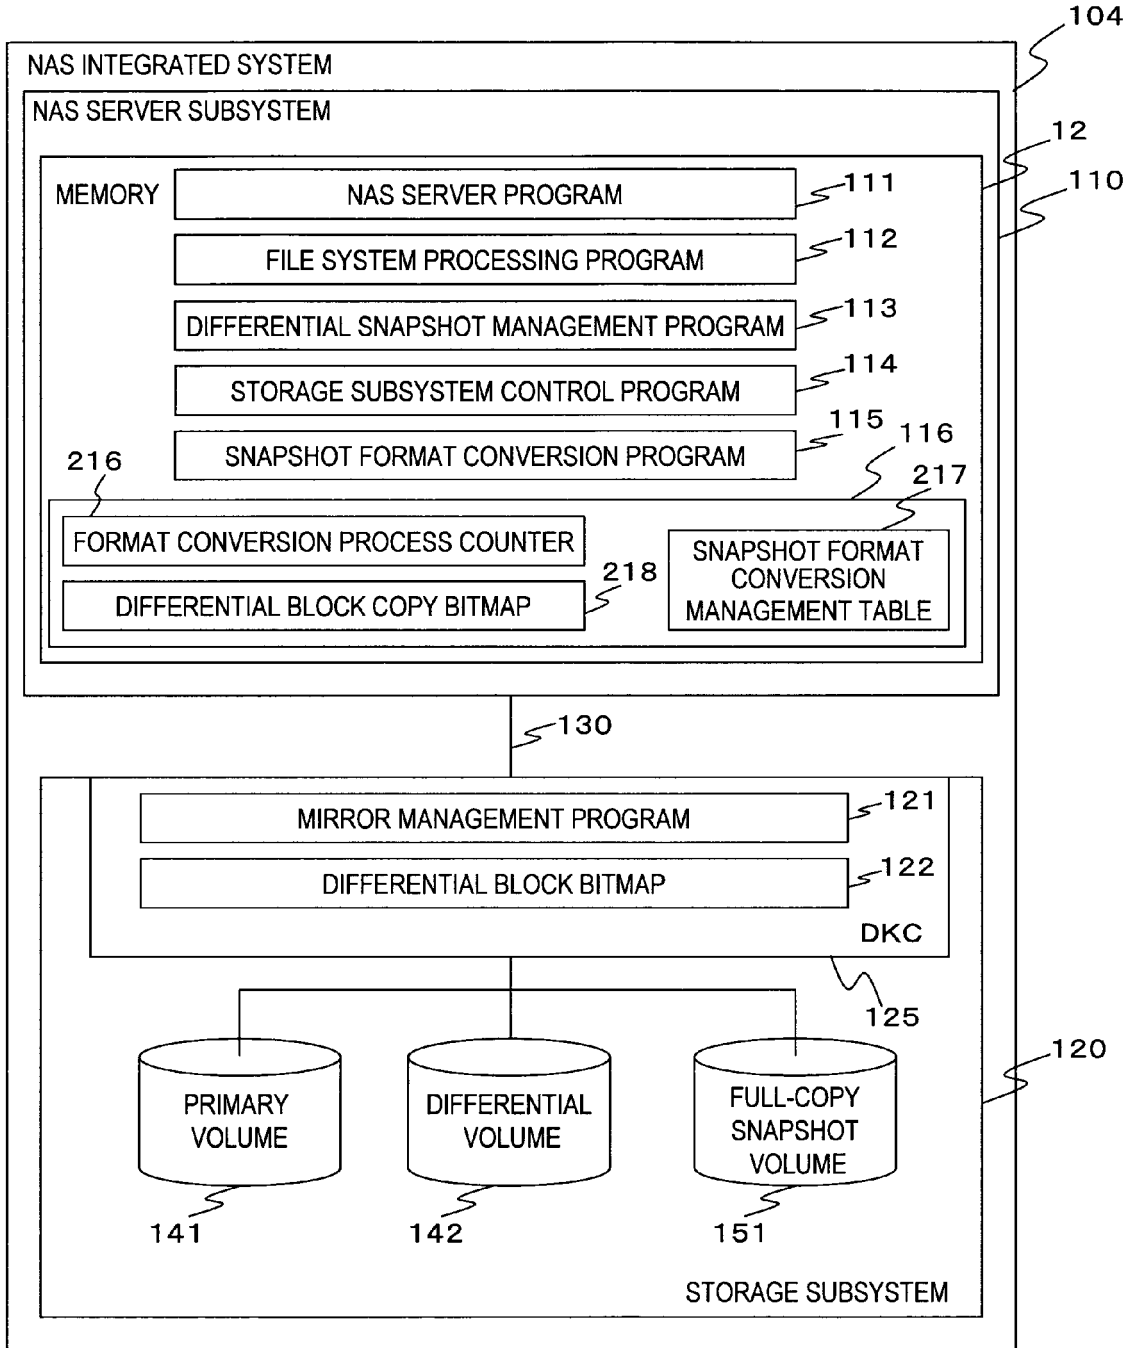 104
NAS INTEGRATED SYSTEM
NAS SERVER SUBSYSTEM
12
110
MEMORY
NAS SERVER PROGRAM
111
FILE SYSTEM PROCESSING PROGRAM
112
DIFFERENTIAL SNAPSHOT MANAGEMENT PROGRAM
113
STORAGE SUBSYSTEM CONTROL PROGRAM
114
SNAPSHOT FORMAT CONVERSION PROGRAM
115
116
216
217
FORMAT CONVERSION PROCESS COUNTER
SNAPSHOT FORMAT
CONVERSION
MANAGEMENT TABLE
DIFFERENTIAL BLOCK COPY BITMAP
218
130
MIRROR MANAGEMENT PROGRAM
121
DIFFERENTIAL BLOCK BITMAP
122
DKC
125
120
PRIMARY
VOLUME
DIFFERENTIAL
VOLUME
FULL-COPY
SNAPSHOT
VOLUME
141
142
151
STORAGE SUBSYSTEM